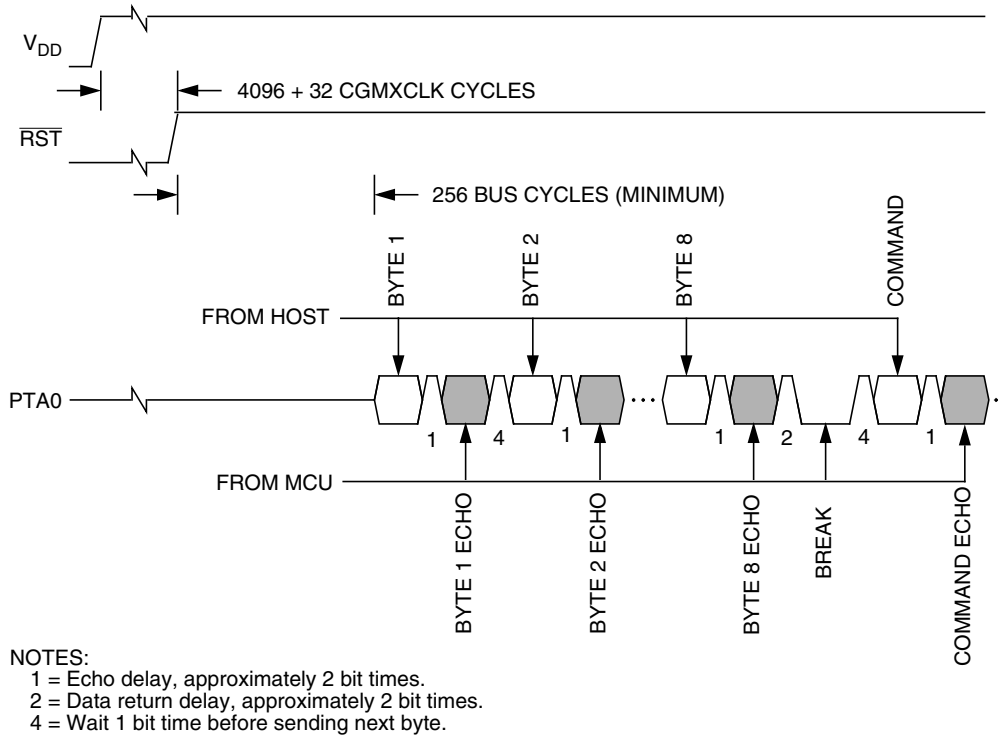 VDD
4096 + 32 CGMXCLK CYCLES
RST
256 BUS CYCLES (MINIMUM)
BYTE 1
BYTE 2
BYTE 8
COMMAND
FROM HOST
PTA0
1
4
1
1
2
4
1
FROM MCU
BYTE 1 ECHO
BYTE 2 ECHO
BYTE 8 ECHO
BREAK
COMMAND ECHO
NOTES:
1 = Echo delay, approximately 2 bit times.
2 = Data return delay, approximately 2 bit times.
4 = Wait 1 bit time before sending next byte.